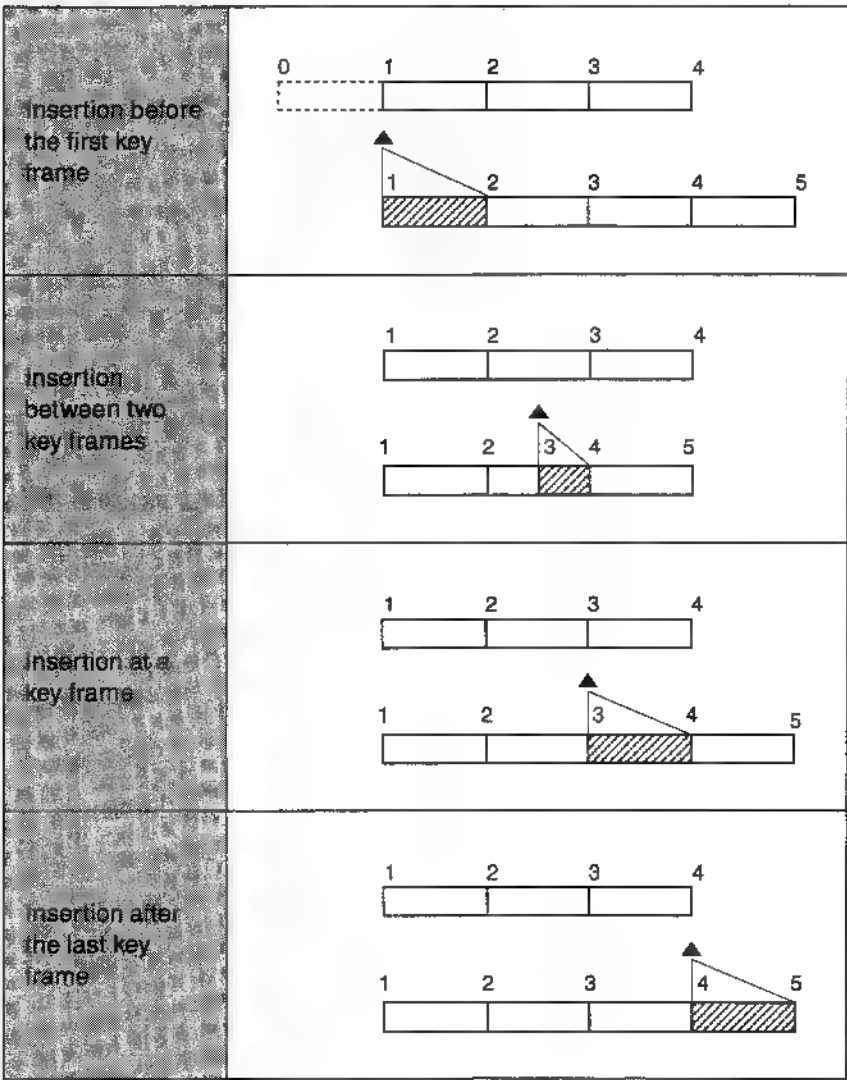 Insertion before
the first key
frame
0 1 2 3 4
1 2 3 4 5
Insertion
between two
key frames
1 2 3 4
1 2 3 4 5
Insertion at a
key frame
1 2 3 4
1 2 3 4 5
Insertion after
the last key
frame
1 2 3 4
1 2 3 4 5